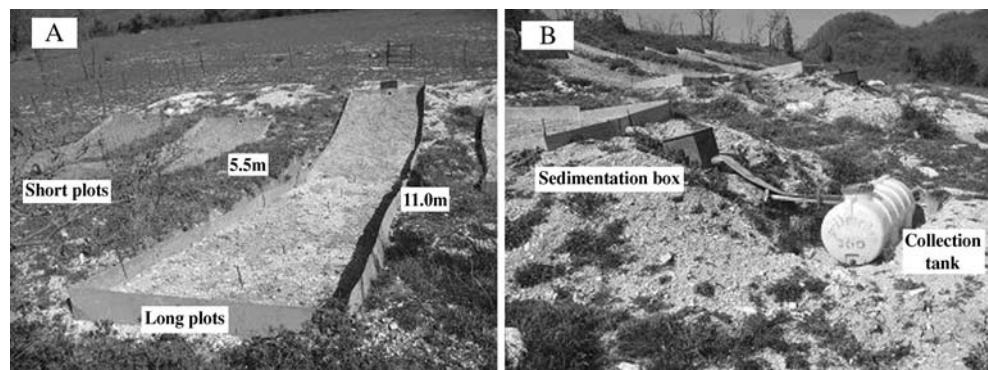 A
Short plots
5.5m
11.0m
Long plots
B
Sedimentation box
Collection
tank